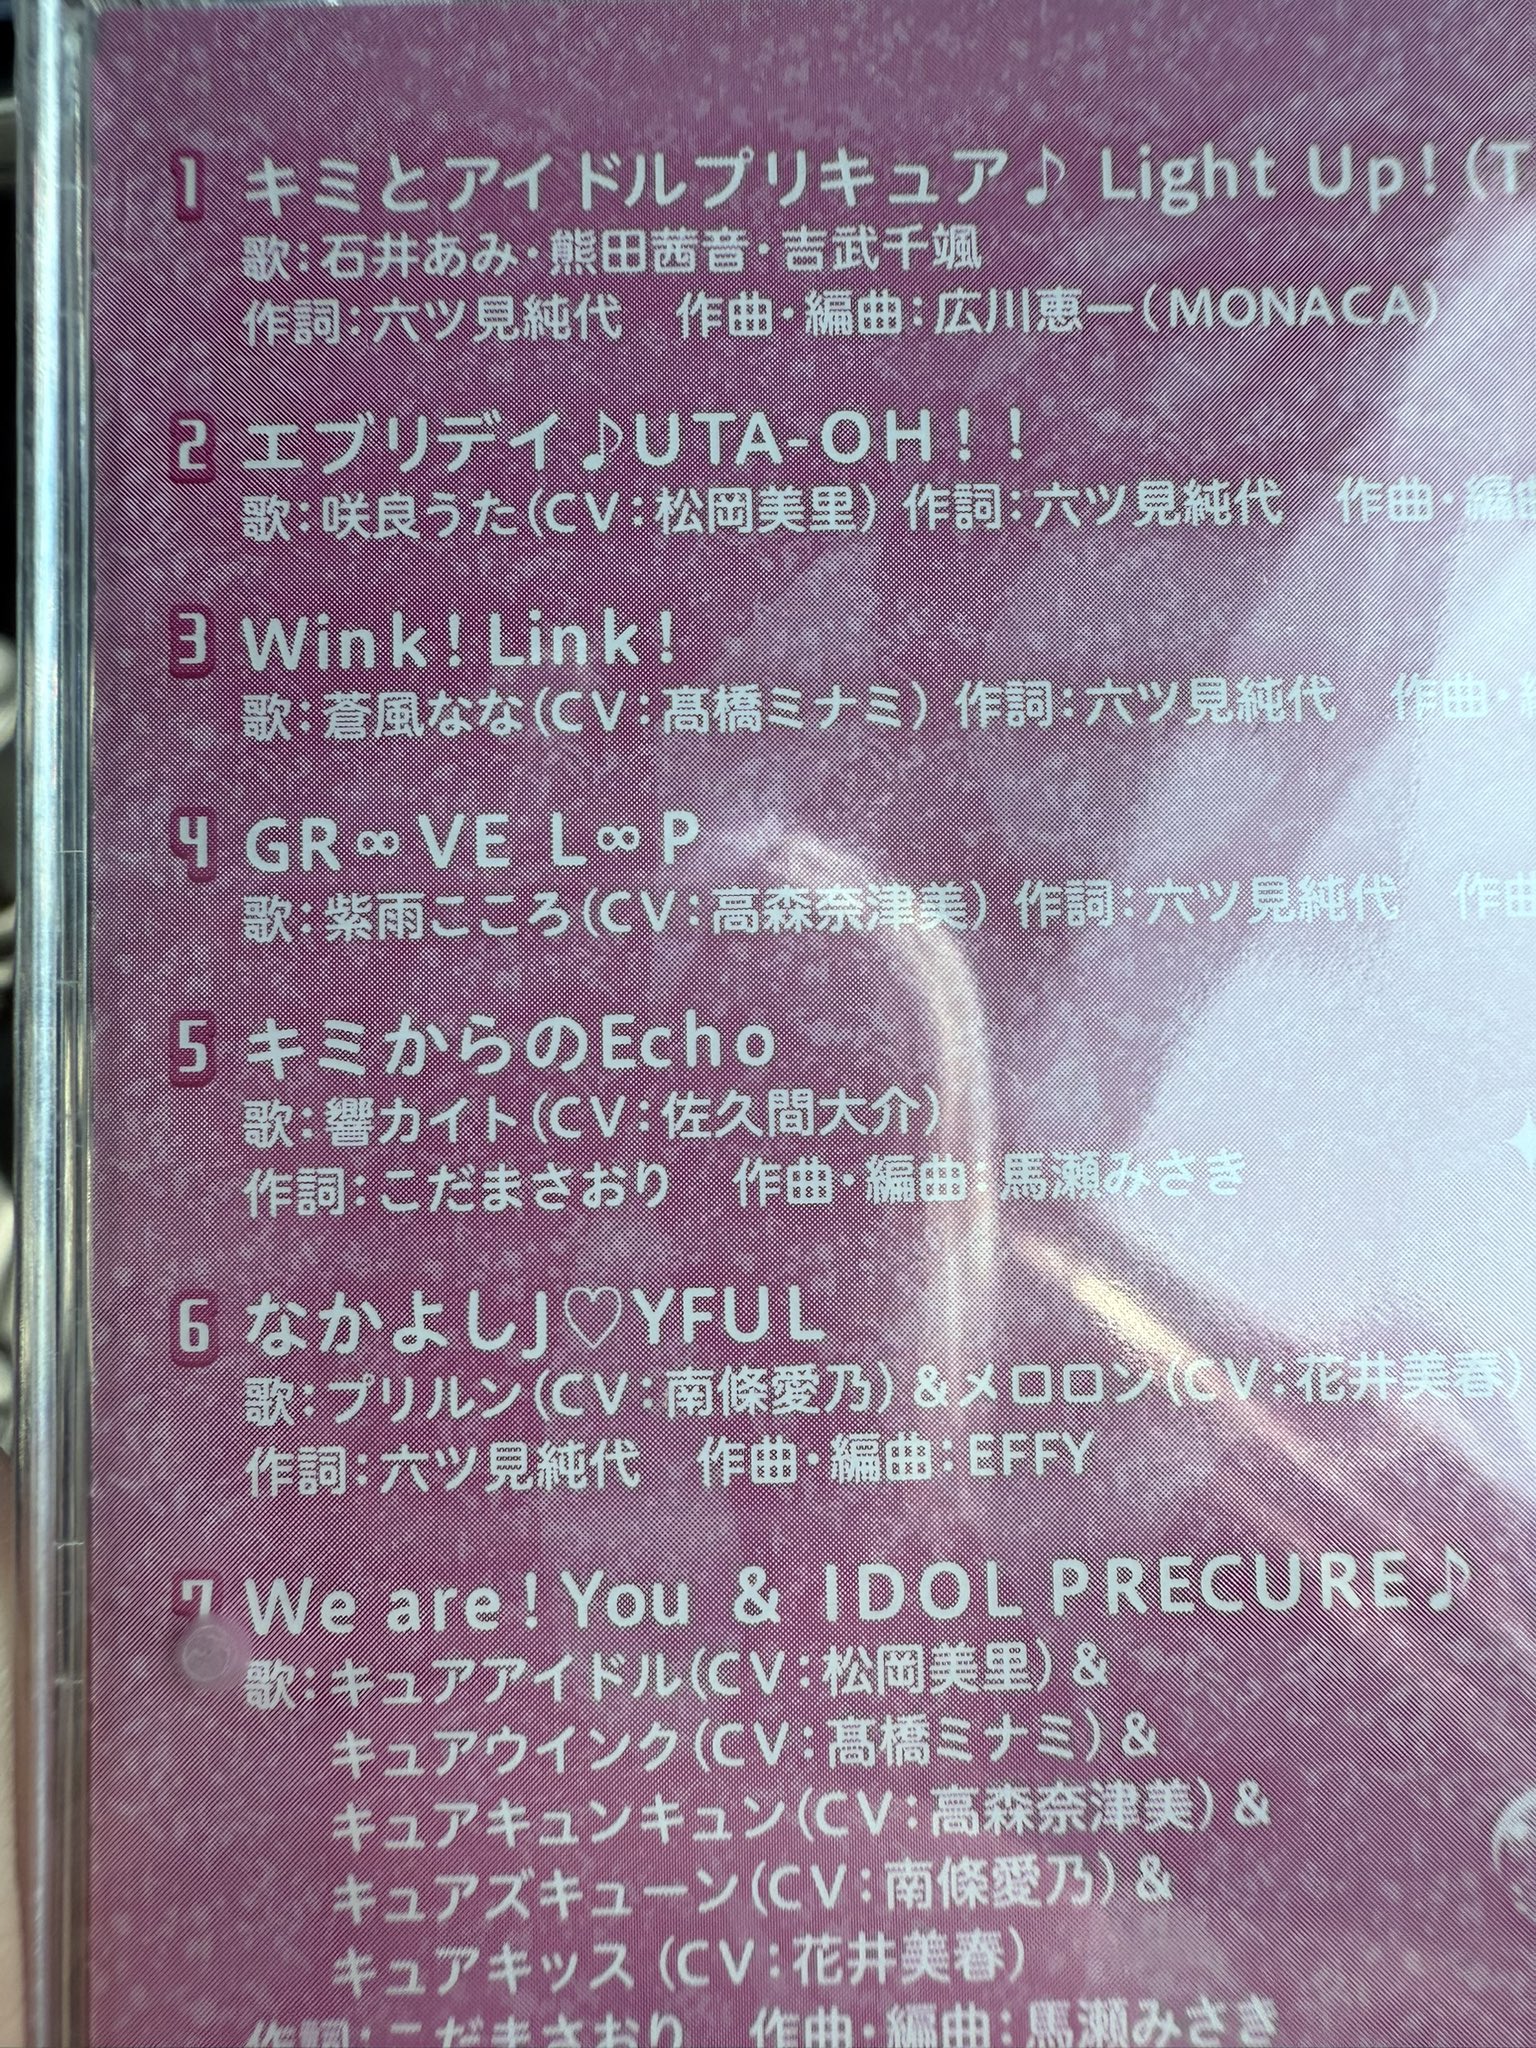 1 キミとアイドルプリキュア♪ Light Up! (T
歌：石井あみ・熊田茜音・吉武千颯
作詞：六ツ見純代　作曲・編曲：広川恵一(MONACA)
2 エブリデイ♪UTA-OH！！
歌：咲良うた(CV：松岡美里) 作詞：六ツ見純代　作曲・編曲
3 Wink！Link！
歌：蒼風なな(CV：髙橋ミナミ) 作詞：六ツ見純代　作曲・
4 GR∞VE L∞P
歌：紫雨こころ(CV：高森奈津美) 作詞：六ツ見純代　作曲
5 キミからのEcho
歌：響カイト(CV：佐久間大介)
作詞：こだまさおり　作曲・編曲：馬瀬みさき
6 なかよしJ♡YFUL
歌：プリルン(CV：南條愛乃) ＆メロロン(CV：花井美春)
作詞：六ツ見純代　作曲・編曲：EFFY
7 We are！You & IDOL PRECURE♪
歌：キュアアイドル(CV：松岡美里) &
キュアウインク(CV：髙橋ミナミ) &
キュアキュンキュン(CV：高森奈津美) &
キュアズキューン(CV：南條愛乃) &
キュアキッス (CV：花井美春)
作詞：こだまさおり　作曲・編曲：馬瀬みさき